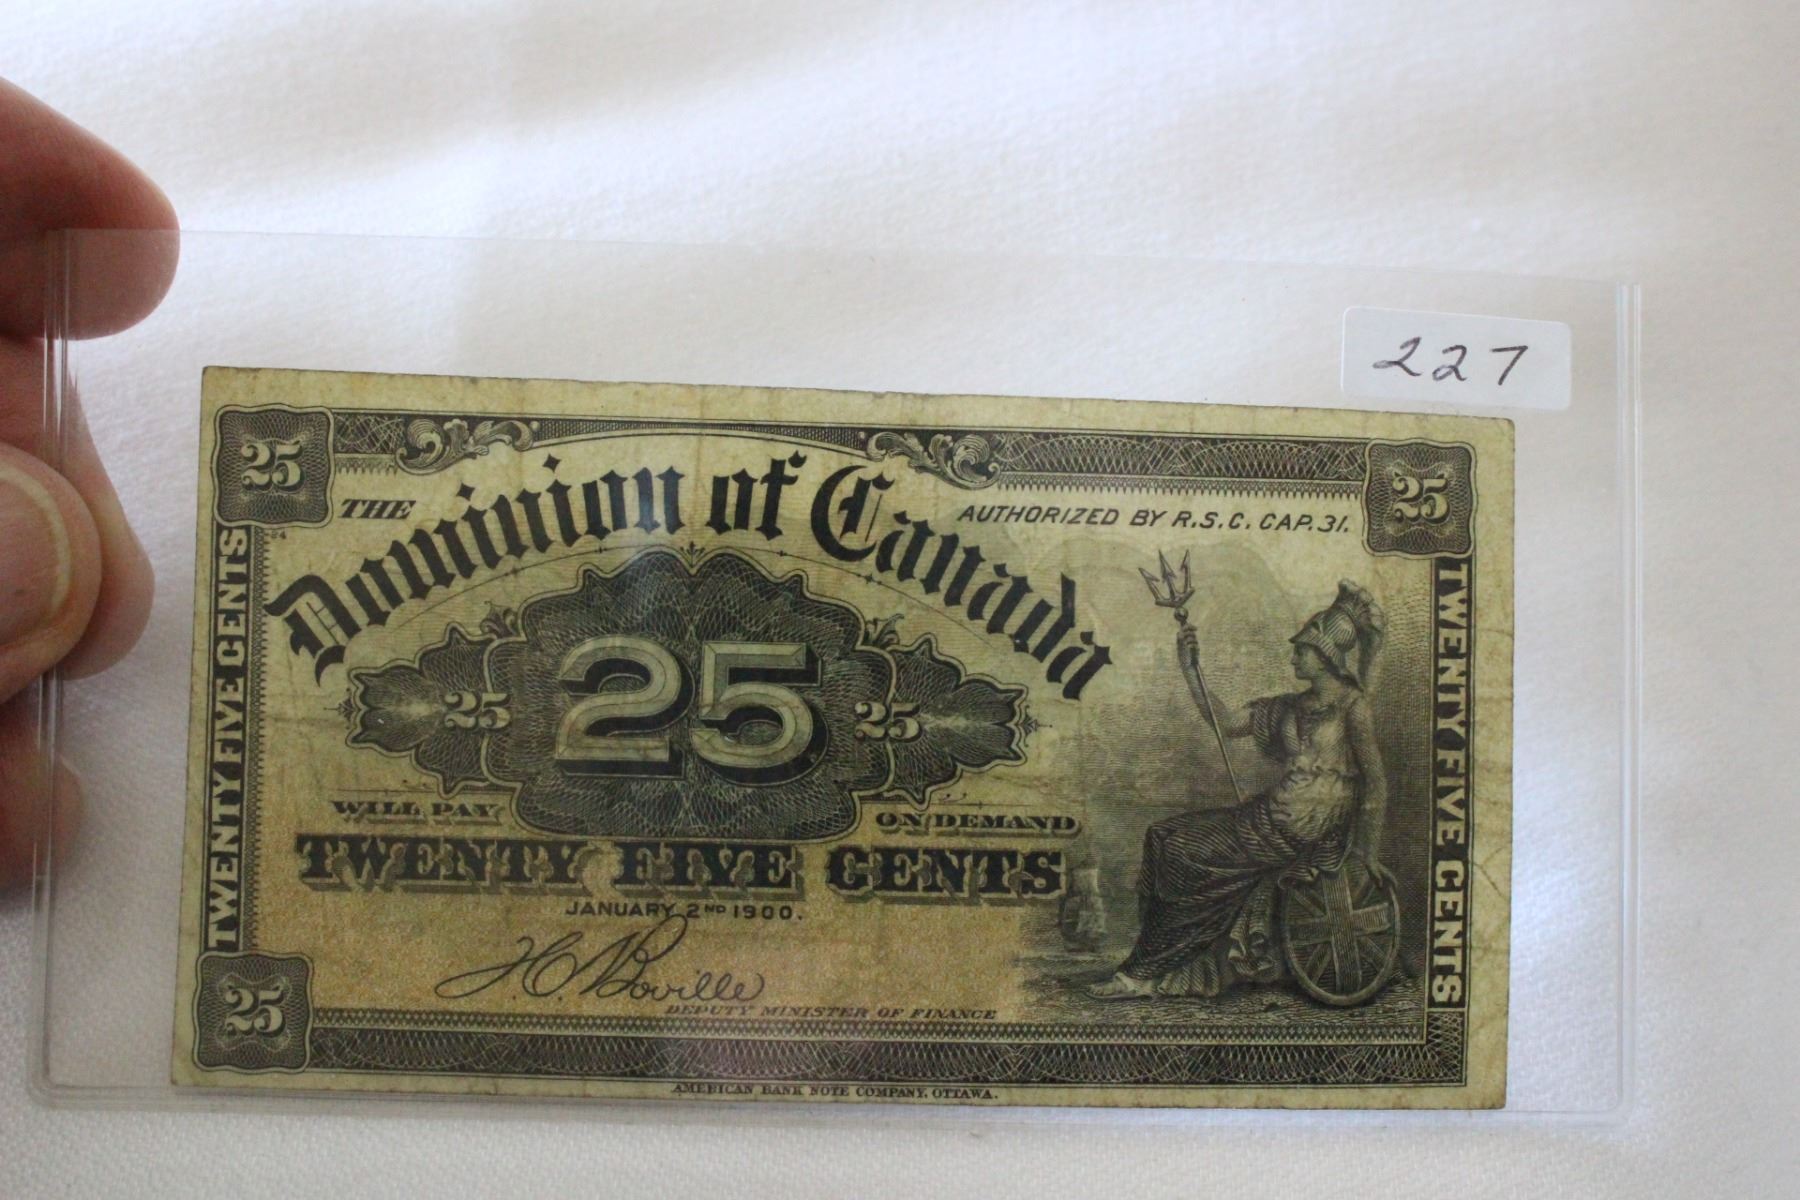 227
25
25
THE
Dominion of Canada
AUTHORIZED BY R.S.C. CAP. 31.
24
TWENTY FIVE CENTS
TWENTY FIVE CENTS
25
25
25
WILL PAY
ON DEMAND
TWENTY FIVE CENTS
JANUARY 2ND 1900.
H.C. Boville
DEPUTY MINISTER OF FINANCE
25
AMERICAN BANK NOTE COMPANY, OTTAWA.